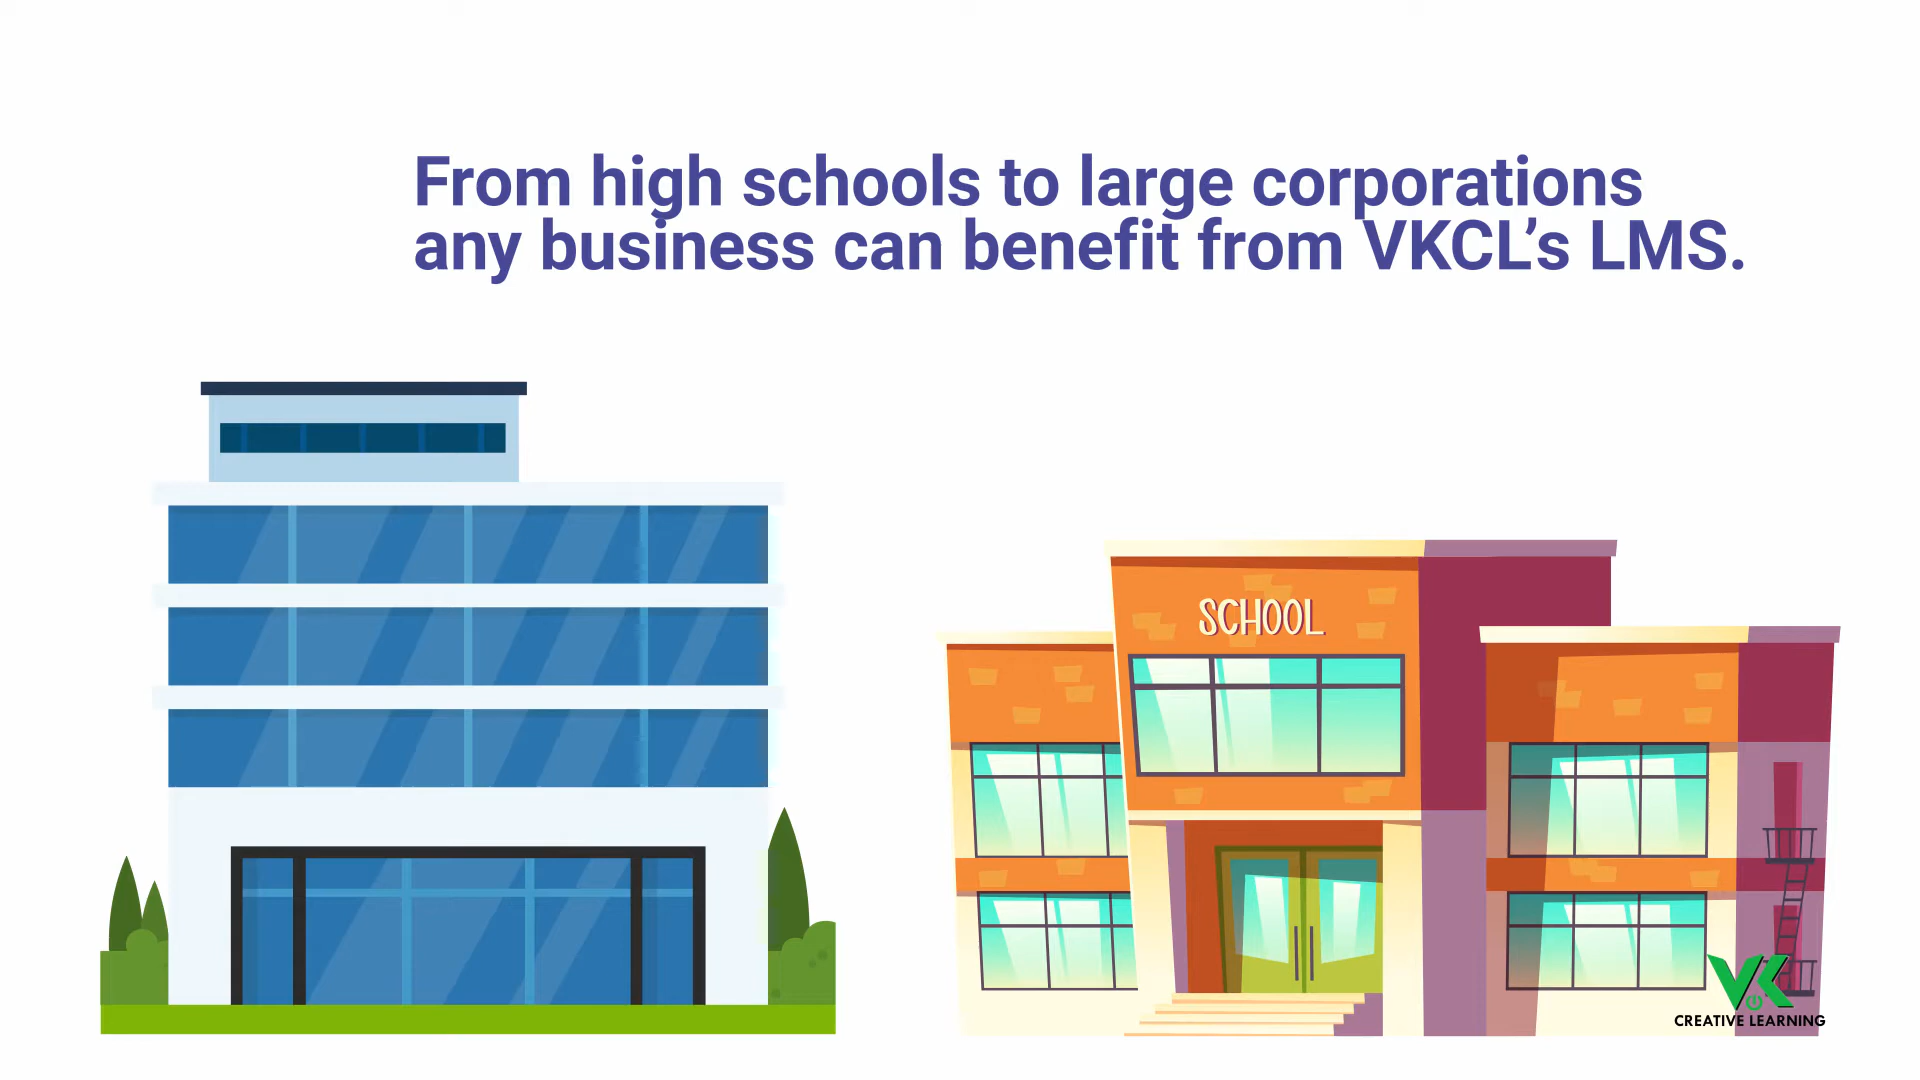 From high schools to large corporations
any business can benefit from VKCL’s LMS.
SCHOOL
VK
CREATIVE LEARNING